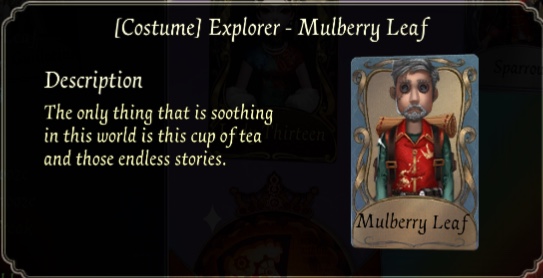 [Costume] Explorer - Mulberry Leaf
Description
The only thing that is soothing
in this world is this cup of tea
and those endless stories.
Mulberry Leaf
Thirteen